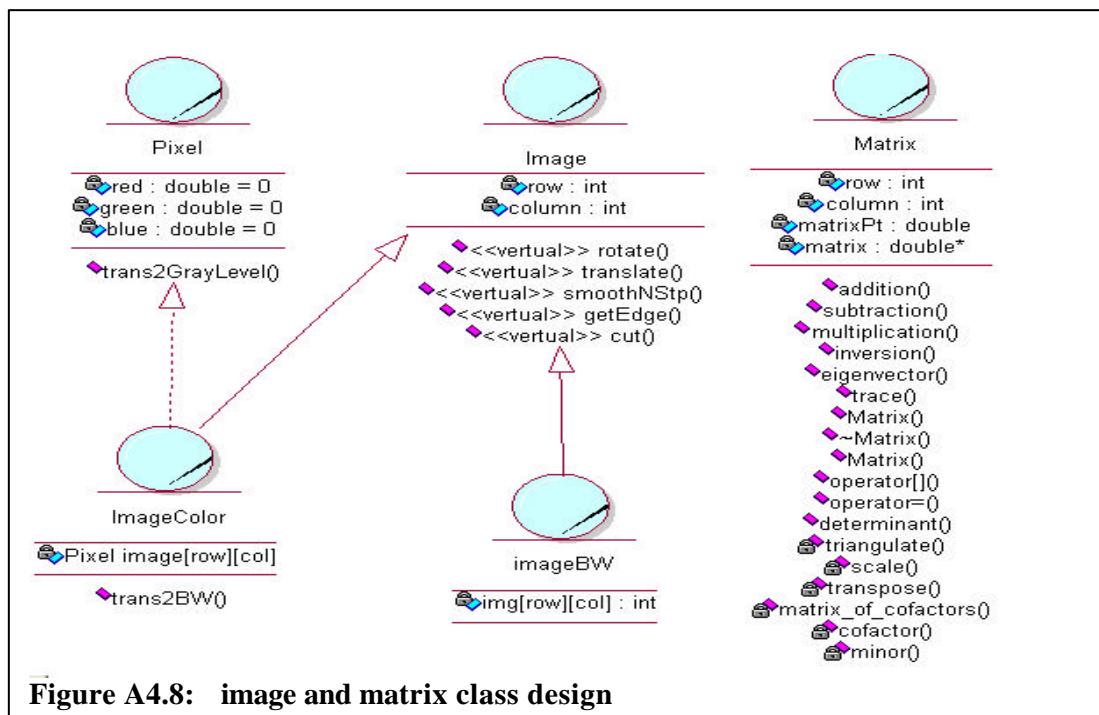 Pixel
red : double = 0
green : double = 0
blue : double = 0
trans2GrayLevel()
Image
row : int
column : int
<<vertual>> rotate()
<<vertual>> translate()
<<vertual>> smoothNStp()
<<vertual>> getEdge()
<<vertual>> cut()
Matrix
row : int
column : int
matrixPt : double
matrix : double*
addition()
subtraction()
multiplication()
inversion()
eigenvector()
trace()
Matrix()
~Matrix()
Matrix()
operator[]()
operator=()
determinant()
triangulate()
scale()
transpose()
matrix_of_cofactors()
cofactor()
minor()
ImageColor
Pixel image[row][col]
trans2BW()
imageBW
img[row][col] : int
Figure A4.8: image and matrix class design